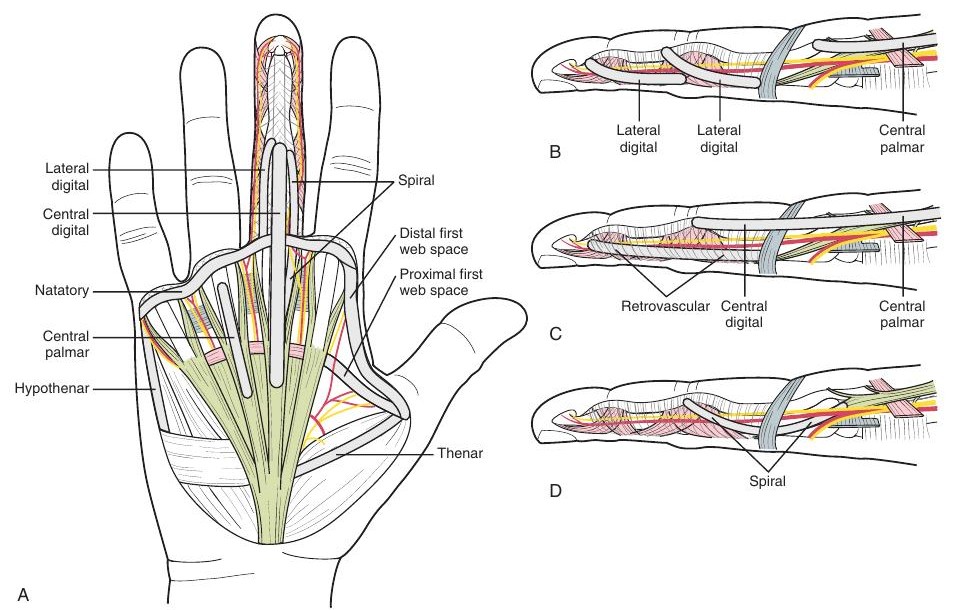 Lateral
digital
Central
digital
Natatory
Central
palmar
Hypothenar
Spiral
Distal first
web space
Proximal first
web space
Thenar
A
Lateral
digital
Lateral
digital
Central
palmar
B
Retrovascular
Central
digital
Central
palmar
C
Spiral
D